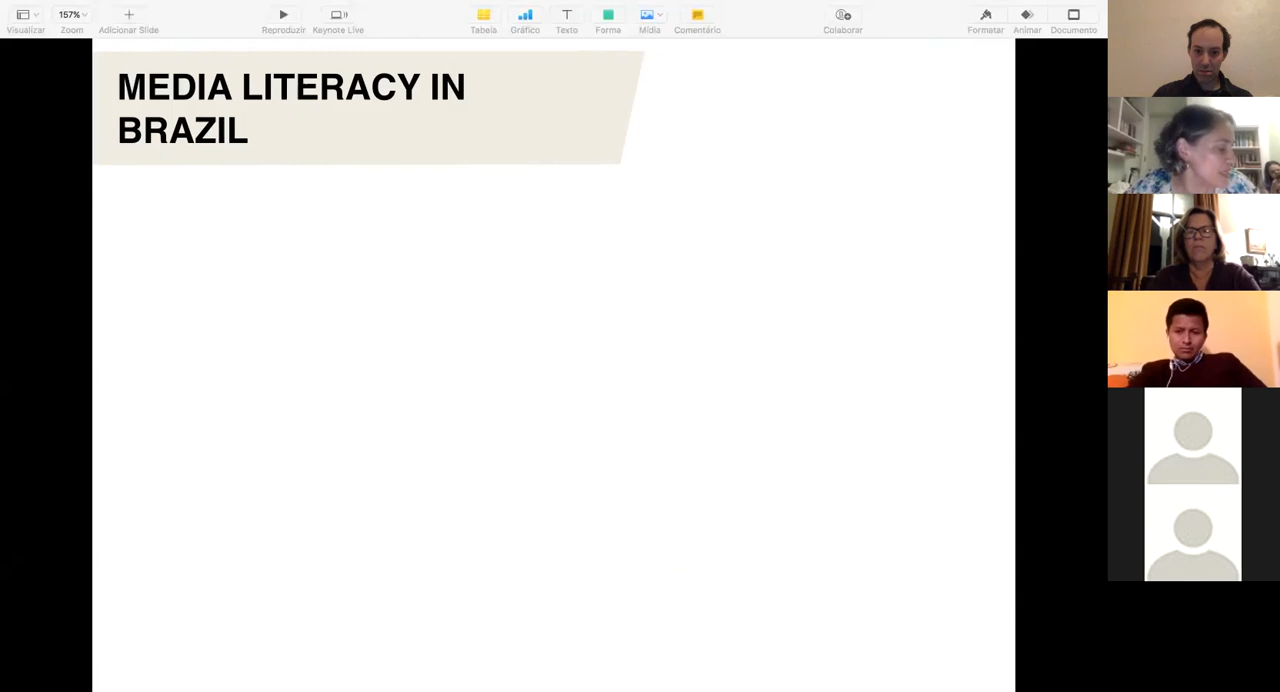 157%
Visualizar Zoom Adicionar Slide Reproduzir Keynote Live Tabela Gráfico Texto Forma Mídia Comentário Colaborar Formatar Animar Documento
MEDIA LITERACY IN
BRAZIL